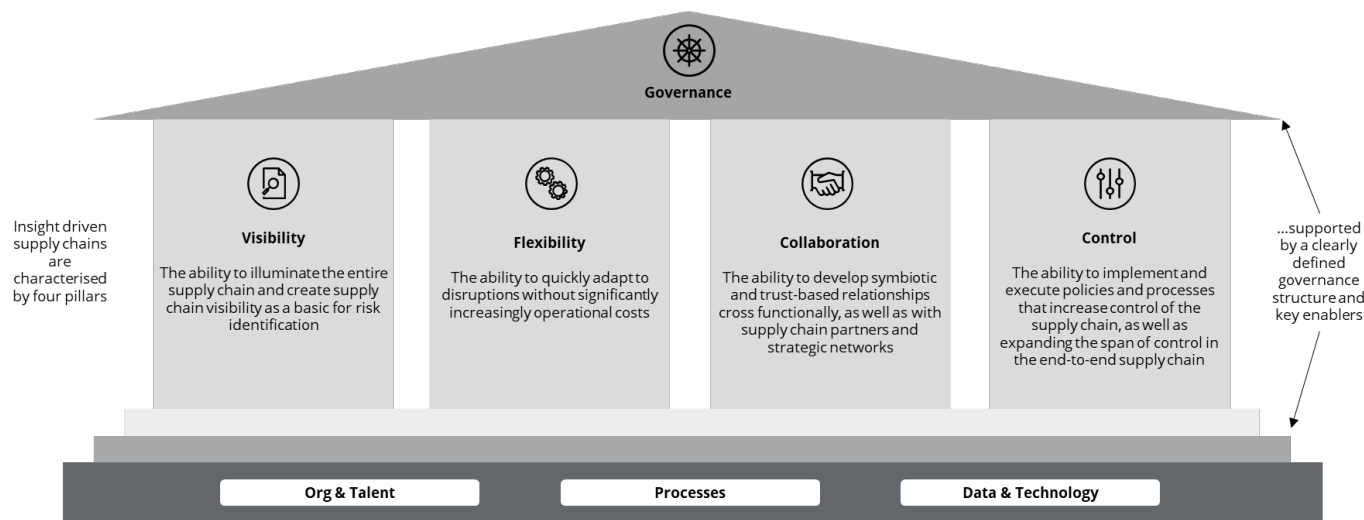 Governance
Insight driven
supply chains
are
characterised
by four pillars
Visibility
The ability to illuminate the entire
supply chain and create supply
chain visibility as a basic for risk
identification
Flexibility
The ability to quickly adapt to
disruptions without significantly
increasingly operational costs
Collaboration
The ability to develop symbiotic
and trust-based relationships
cross functionally, as well as with
supply chain partners and
strategic networks
Control
The ability to implement and
execute policies and processes
that increase control of the
supply chain, as well as
expanding the span of control in
the end-to-end supply chain
...supported
by a clearly
defined
governance
structure and
key enablers
Org & Talent
Processes
Data & Technology